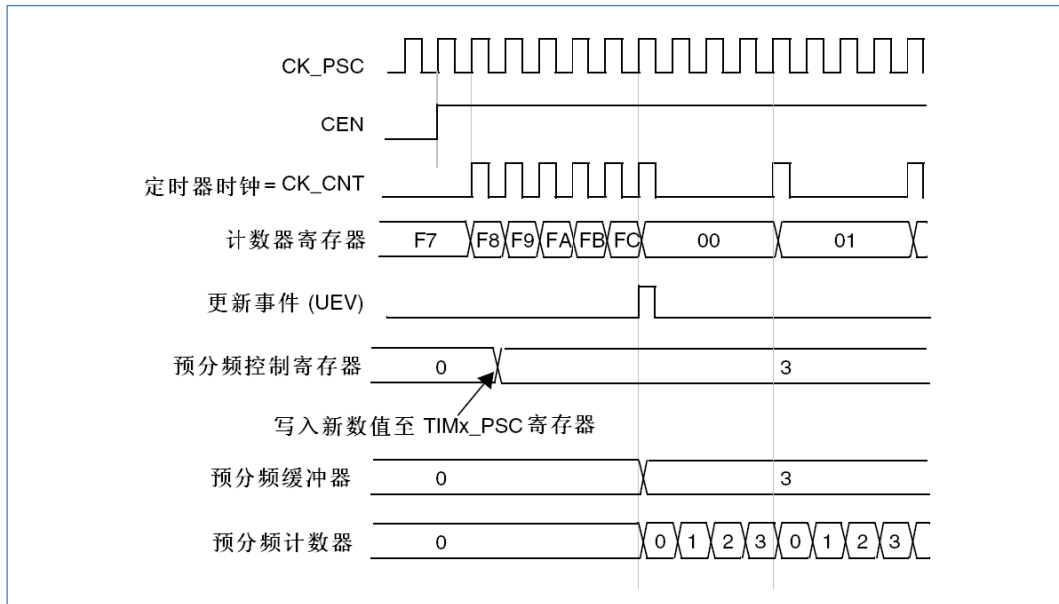 CK_PSC
CEN
定时器时钟= CK_CNT
计数器寄存器 F7 F8 F9 FA FB FC 00 01
更新事件 (UEV)
预分频控制寄存器 0 3
写入新数值至 TIMx_PSC 寄存器
预分频缓冲器 0 3
预分频计数器 0 0 1 2 3 0 1 2 3